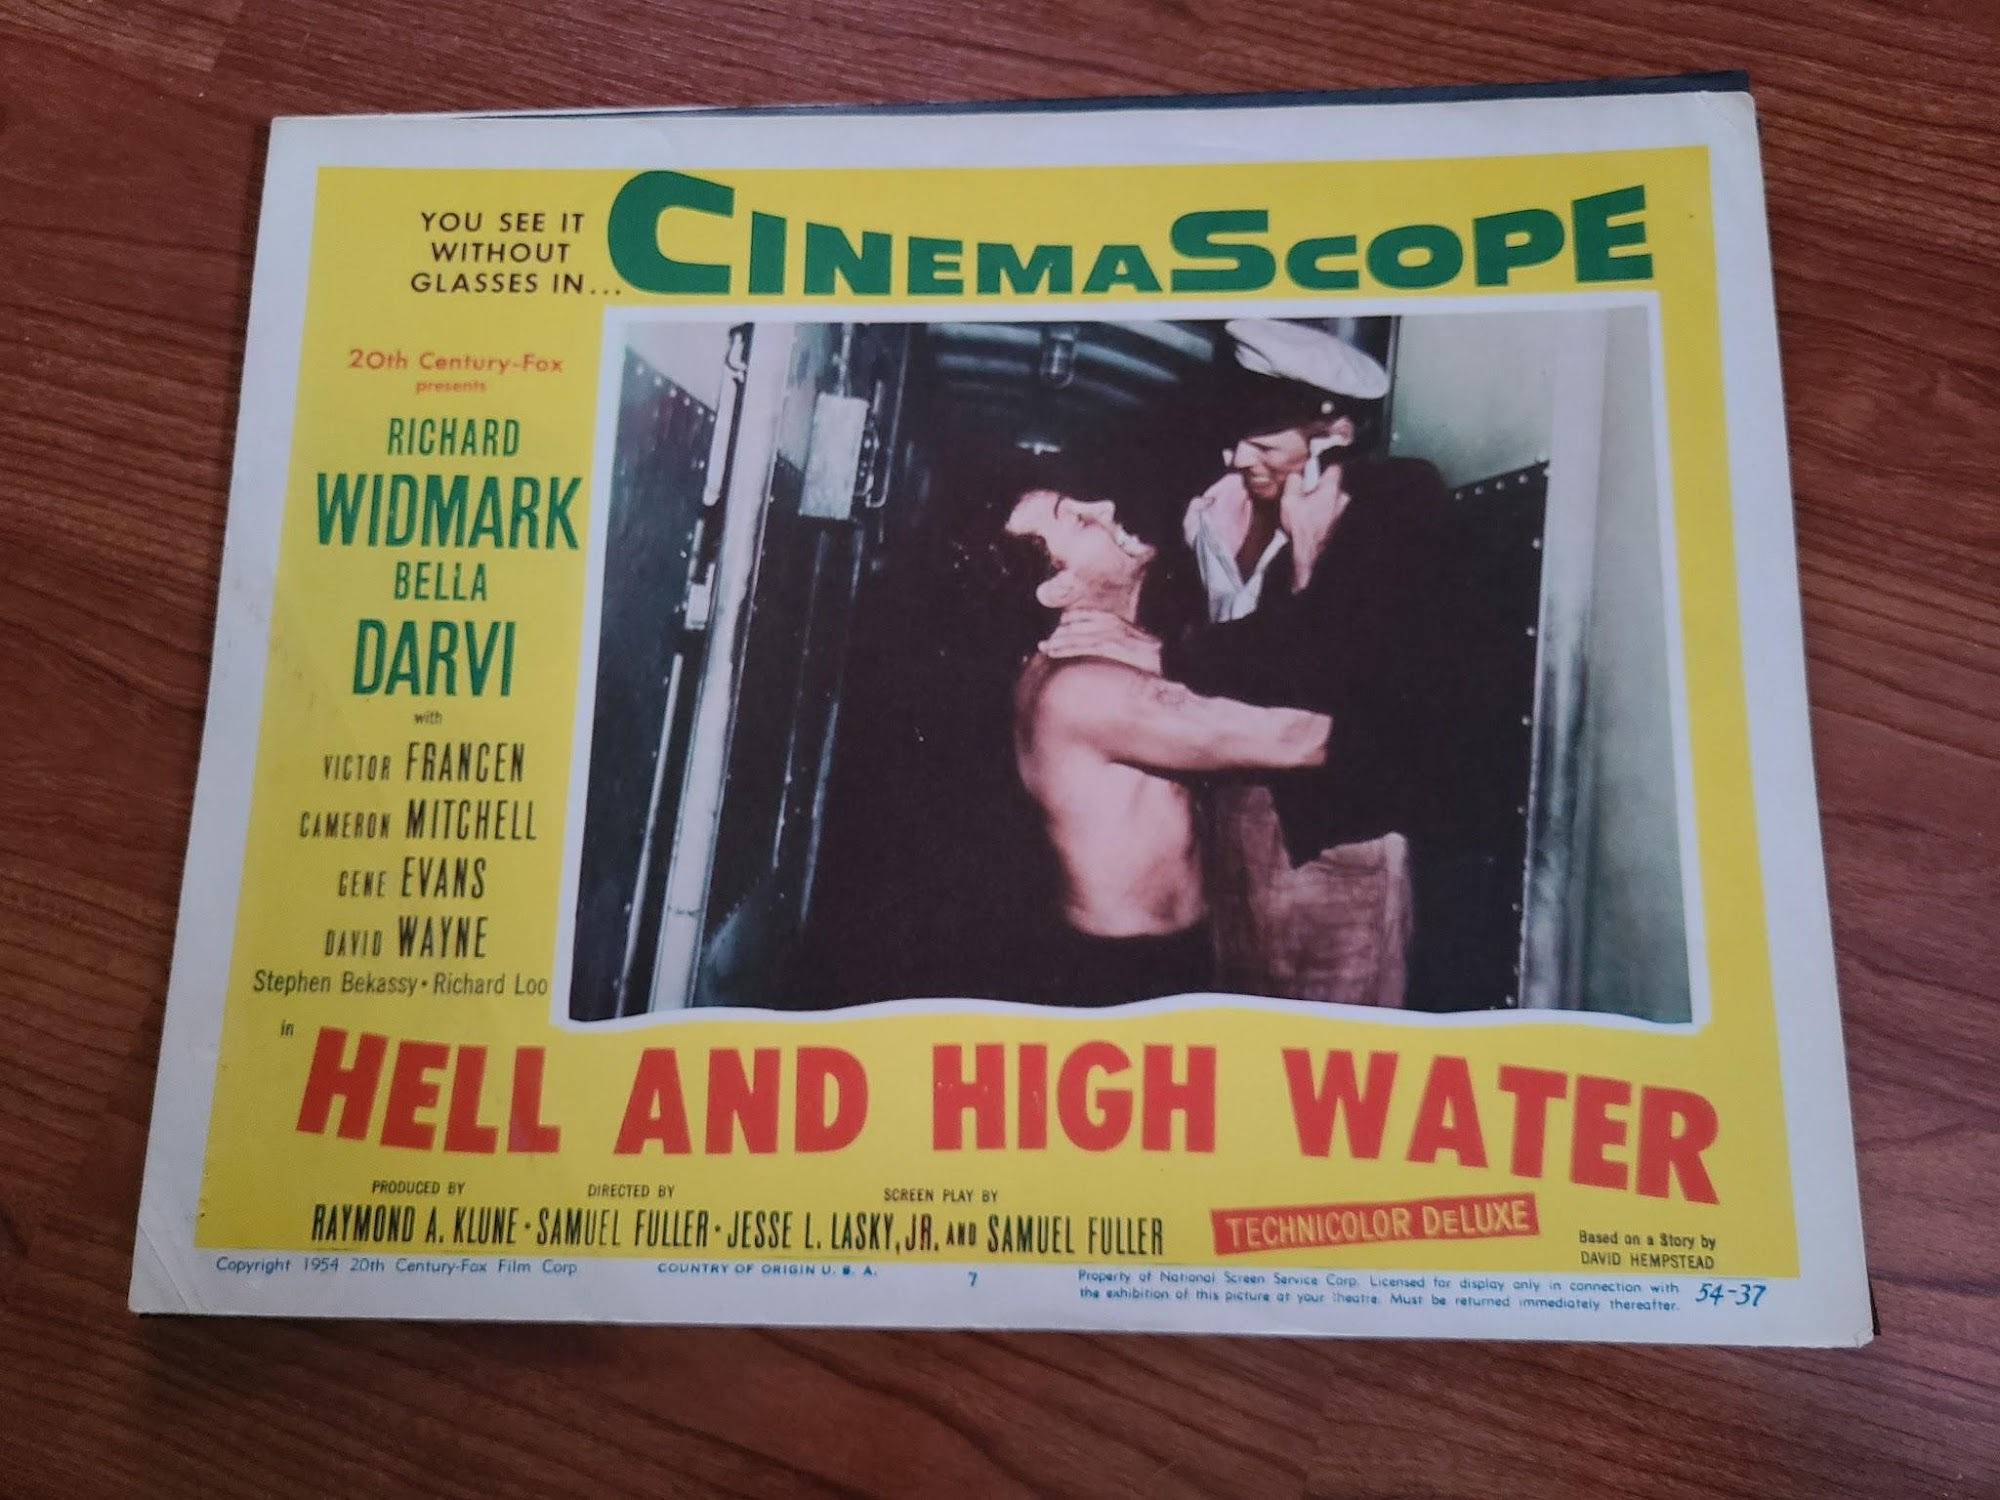 YOU SEE IT
WITHOUT
GLASSES IN...
CINEMASCOPE
20th Century-Fox
presents
RICHARD
WIDMARK
BELLA
DARVI
with
VICTOR FRANCEN
CAMERON MITCHELL
GENE EVANS
DAVID WAYNE
Stephen Bekassy • Richard Loo
in
HELL AND HIGH WATER
PRODUCED BY
RAYMOND A. KLUNE •
DIRECTED BY
SAMUEL FULLER •
SCREEN PLAY BY
JESSE L. LASKY, JR. AND SAMUEL FULLER
TECHNICOLOR DELUXE
Based on a Story by
DAVID HEMPSTEAD
Copyright 1954 20th Century-Fox Film Corp
COUNTRY OF ORIGIN U. S. A.
7
Property of National Screen Service Corp. Licensed for display only in connection with
the exhibition of this picture at your theatre. Must be returned immediately thereafter.
54-37